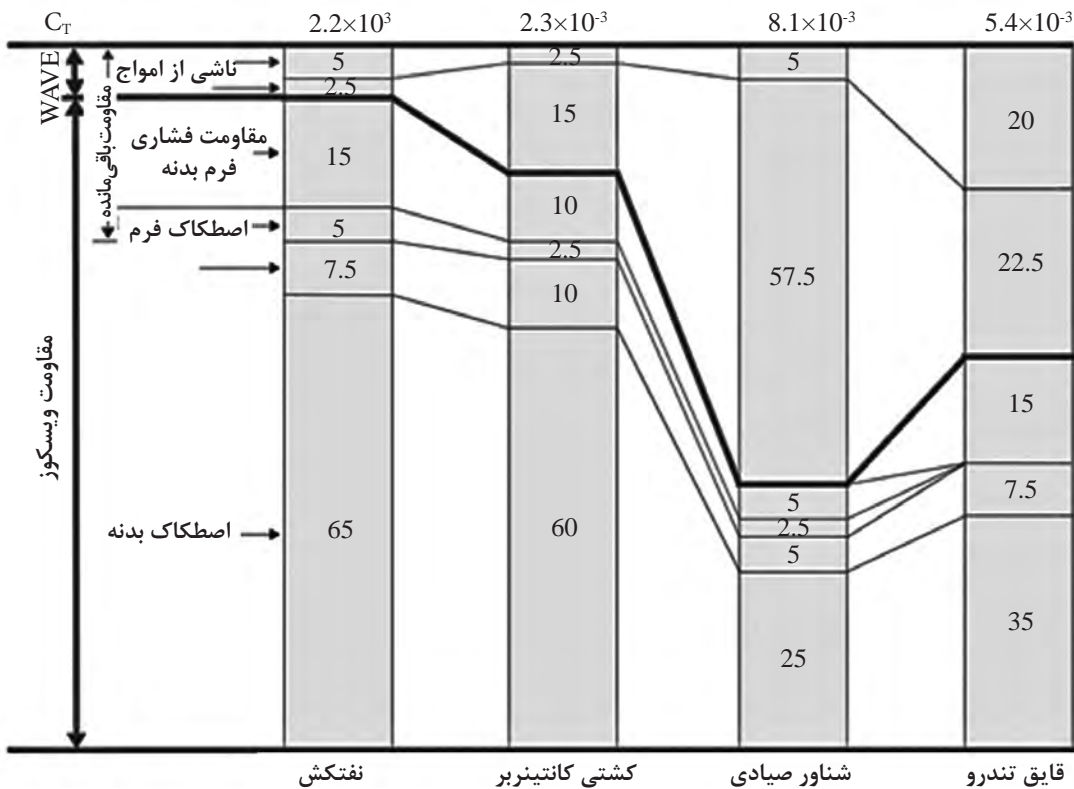 C_T 2.2×10³ 2.3×10⁻³ 8.1×10⁻³ 5.4×10⁻³
WAVE
مقاومت ویسکوز
مقاومت باقی‌مانده
ناشی از امواج
مقاومت فشاری
فرم بدنه
اصطکاک فرم
اصطکاک بدنه
5
2.5
15
5
7.5
65
2.5
15
10
2.5
10
60
5
57.5
5
2.5
5
25
20
22.5
15
7.5
35
نفتکش
کشتی کانتینربر
شناور صیادی
قایق تندرو